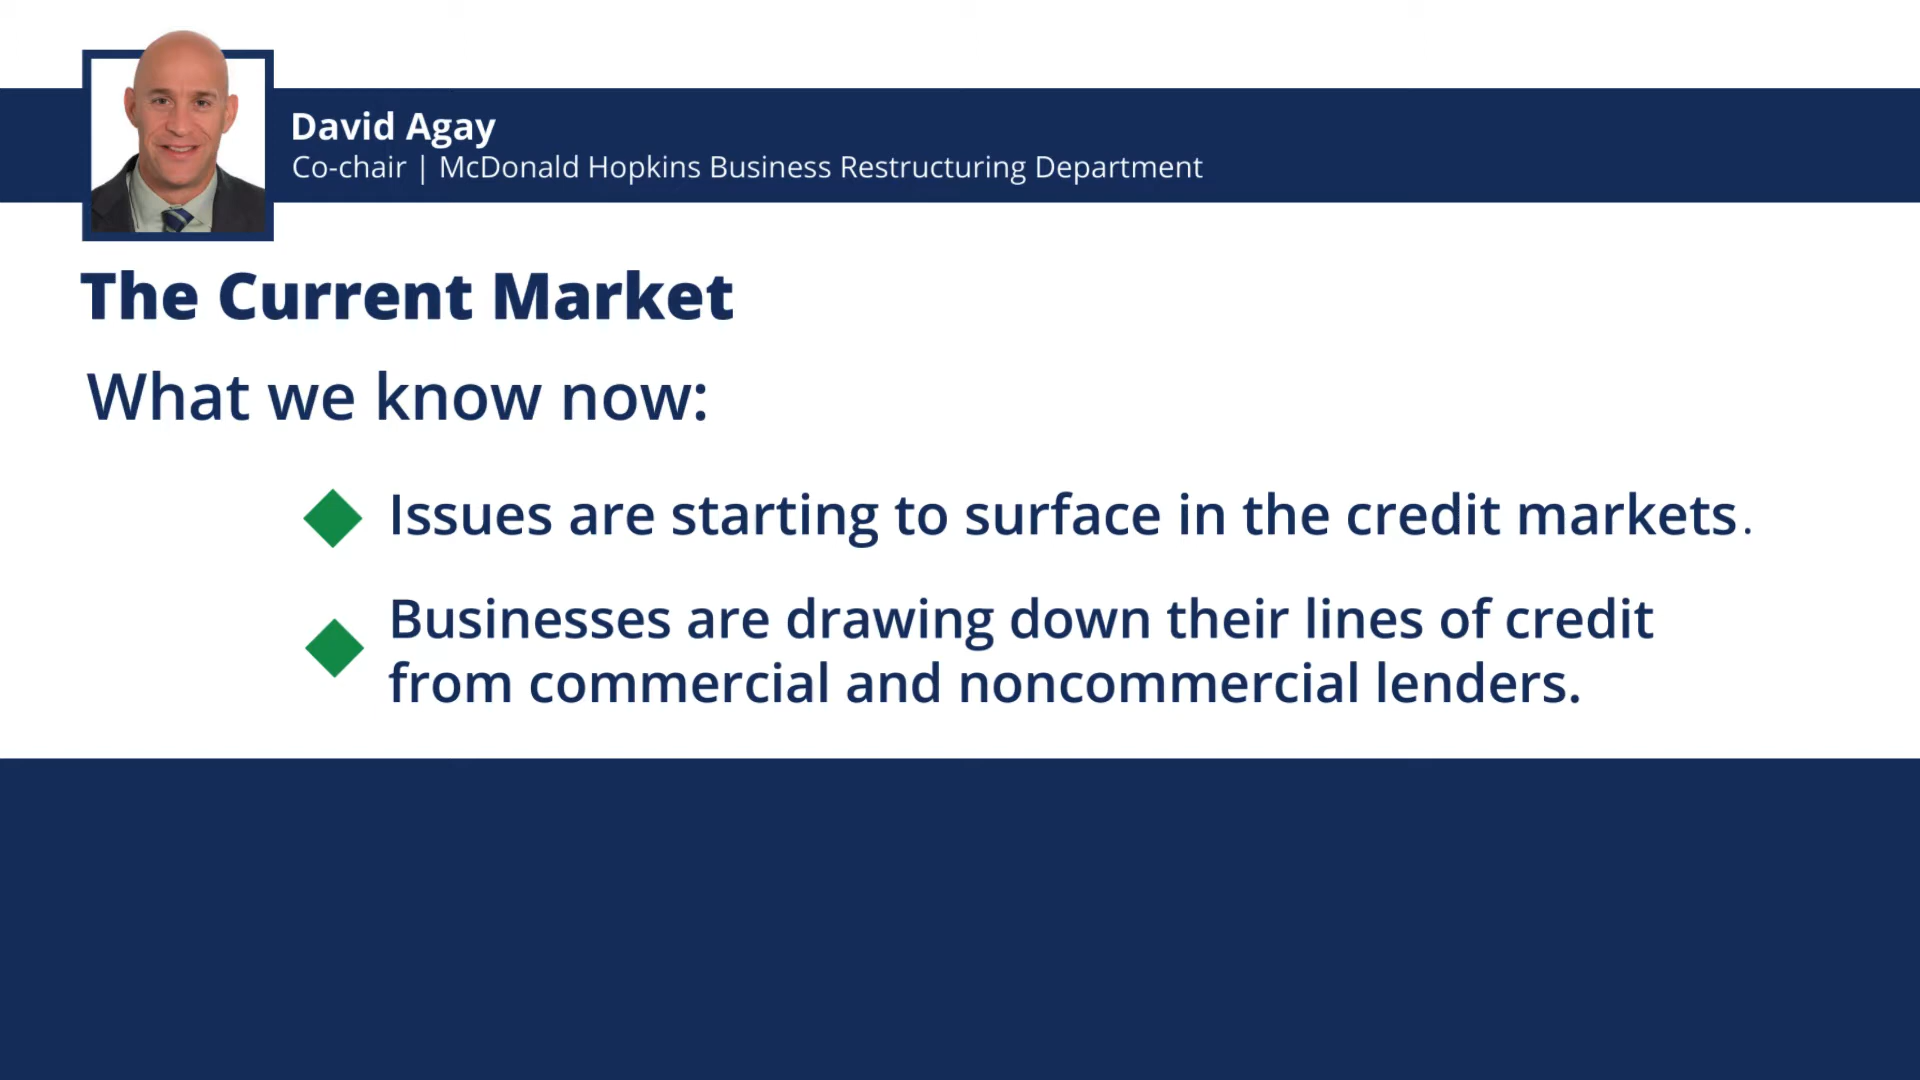 David Agay
Co-chair | McDonald Hopkins Business Restructuring Department
The Current Market
What we know now:
Issues are starting to surface in the credit markets.
Businesses are drawing down their lines of credit
from commercial and noncommercial lenders.